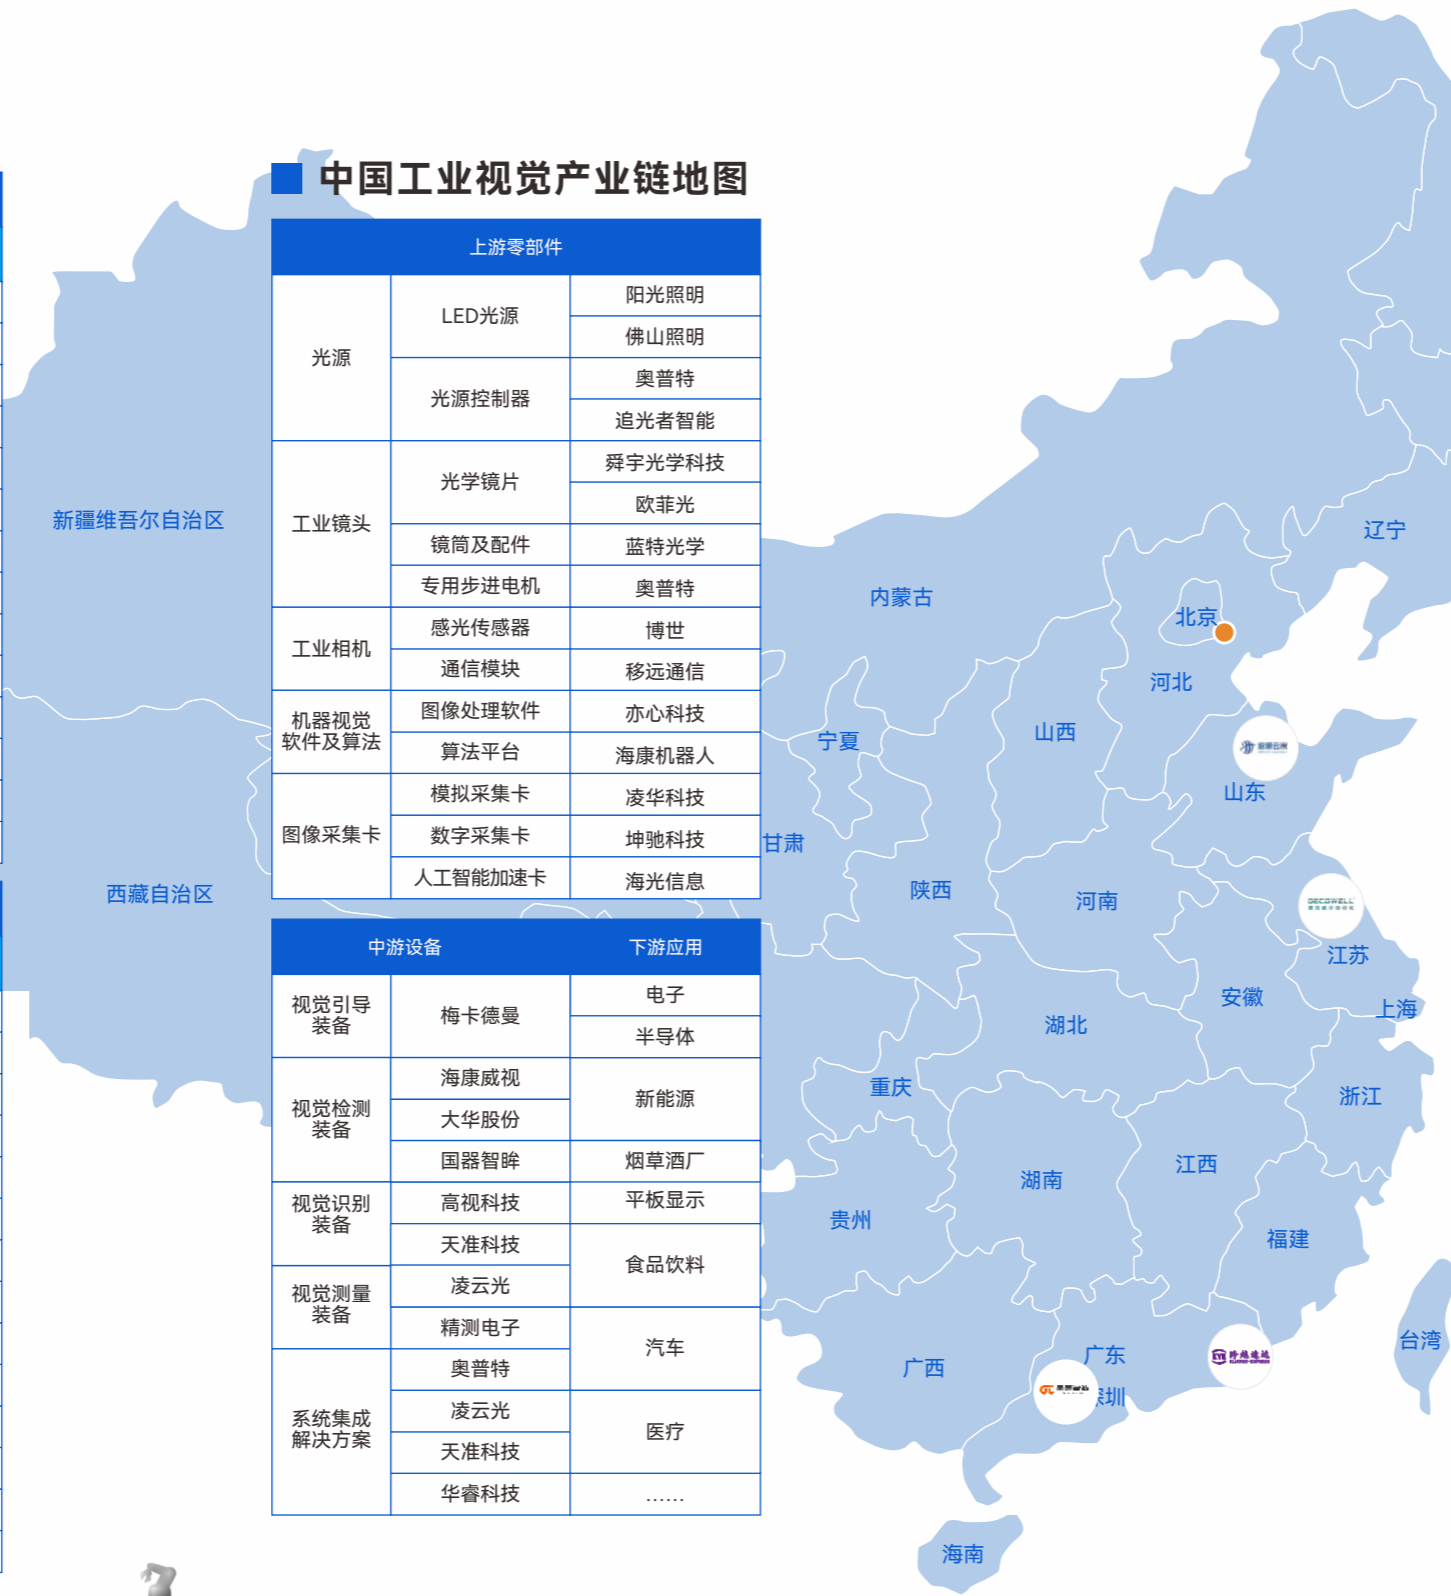 中国工业视觉产业链地图
上游零部件
光源
LED光源
阳光照明
佛山照明
光源控制器
奥普特
追光者智能
工业镜头
光学镜片
舜宇光学科技
欧菲光
镜筒及配件
蓝特光学
专用步进电机
奥普特
工业相机
感光传感器
博世
通信模块
移远通信
机器视觉
软件及算法
图像处理软件
亦心科技
算法平台
海康机器人
图像采集卡
模拟采集卡
凌华科技
数字采集卡
坤驰科技
人工智能加速卡
海光信息
中游设备
下游应用
视觉引导
装备
梅卡德曼
电子
半导体
视觉检测
装备
海康威视
大华股份
国器智眸
新能源
烟草酒厂
视觉识别
装备
高视科技
天准科技
平板显示
食品饮料
视觉测量
装备
凌云光
精测电子
汽车
系统集成
解决方案
奥普特
凌云光
天准科技
华睿科技
医疗
……
新疆维吾尔自治区
西藏自治区
内蒙古
辽宁
北京
河北
山西
宁夏
山东
甘肃
陕西
河南
DECOWELL
江苏
安徽
上海
湖北
重庆
浙江
江西
湖南
贵州
福建
台湾
广东
跨越速运
KUAYUE-EXPRESS
广西
深圳
海南